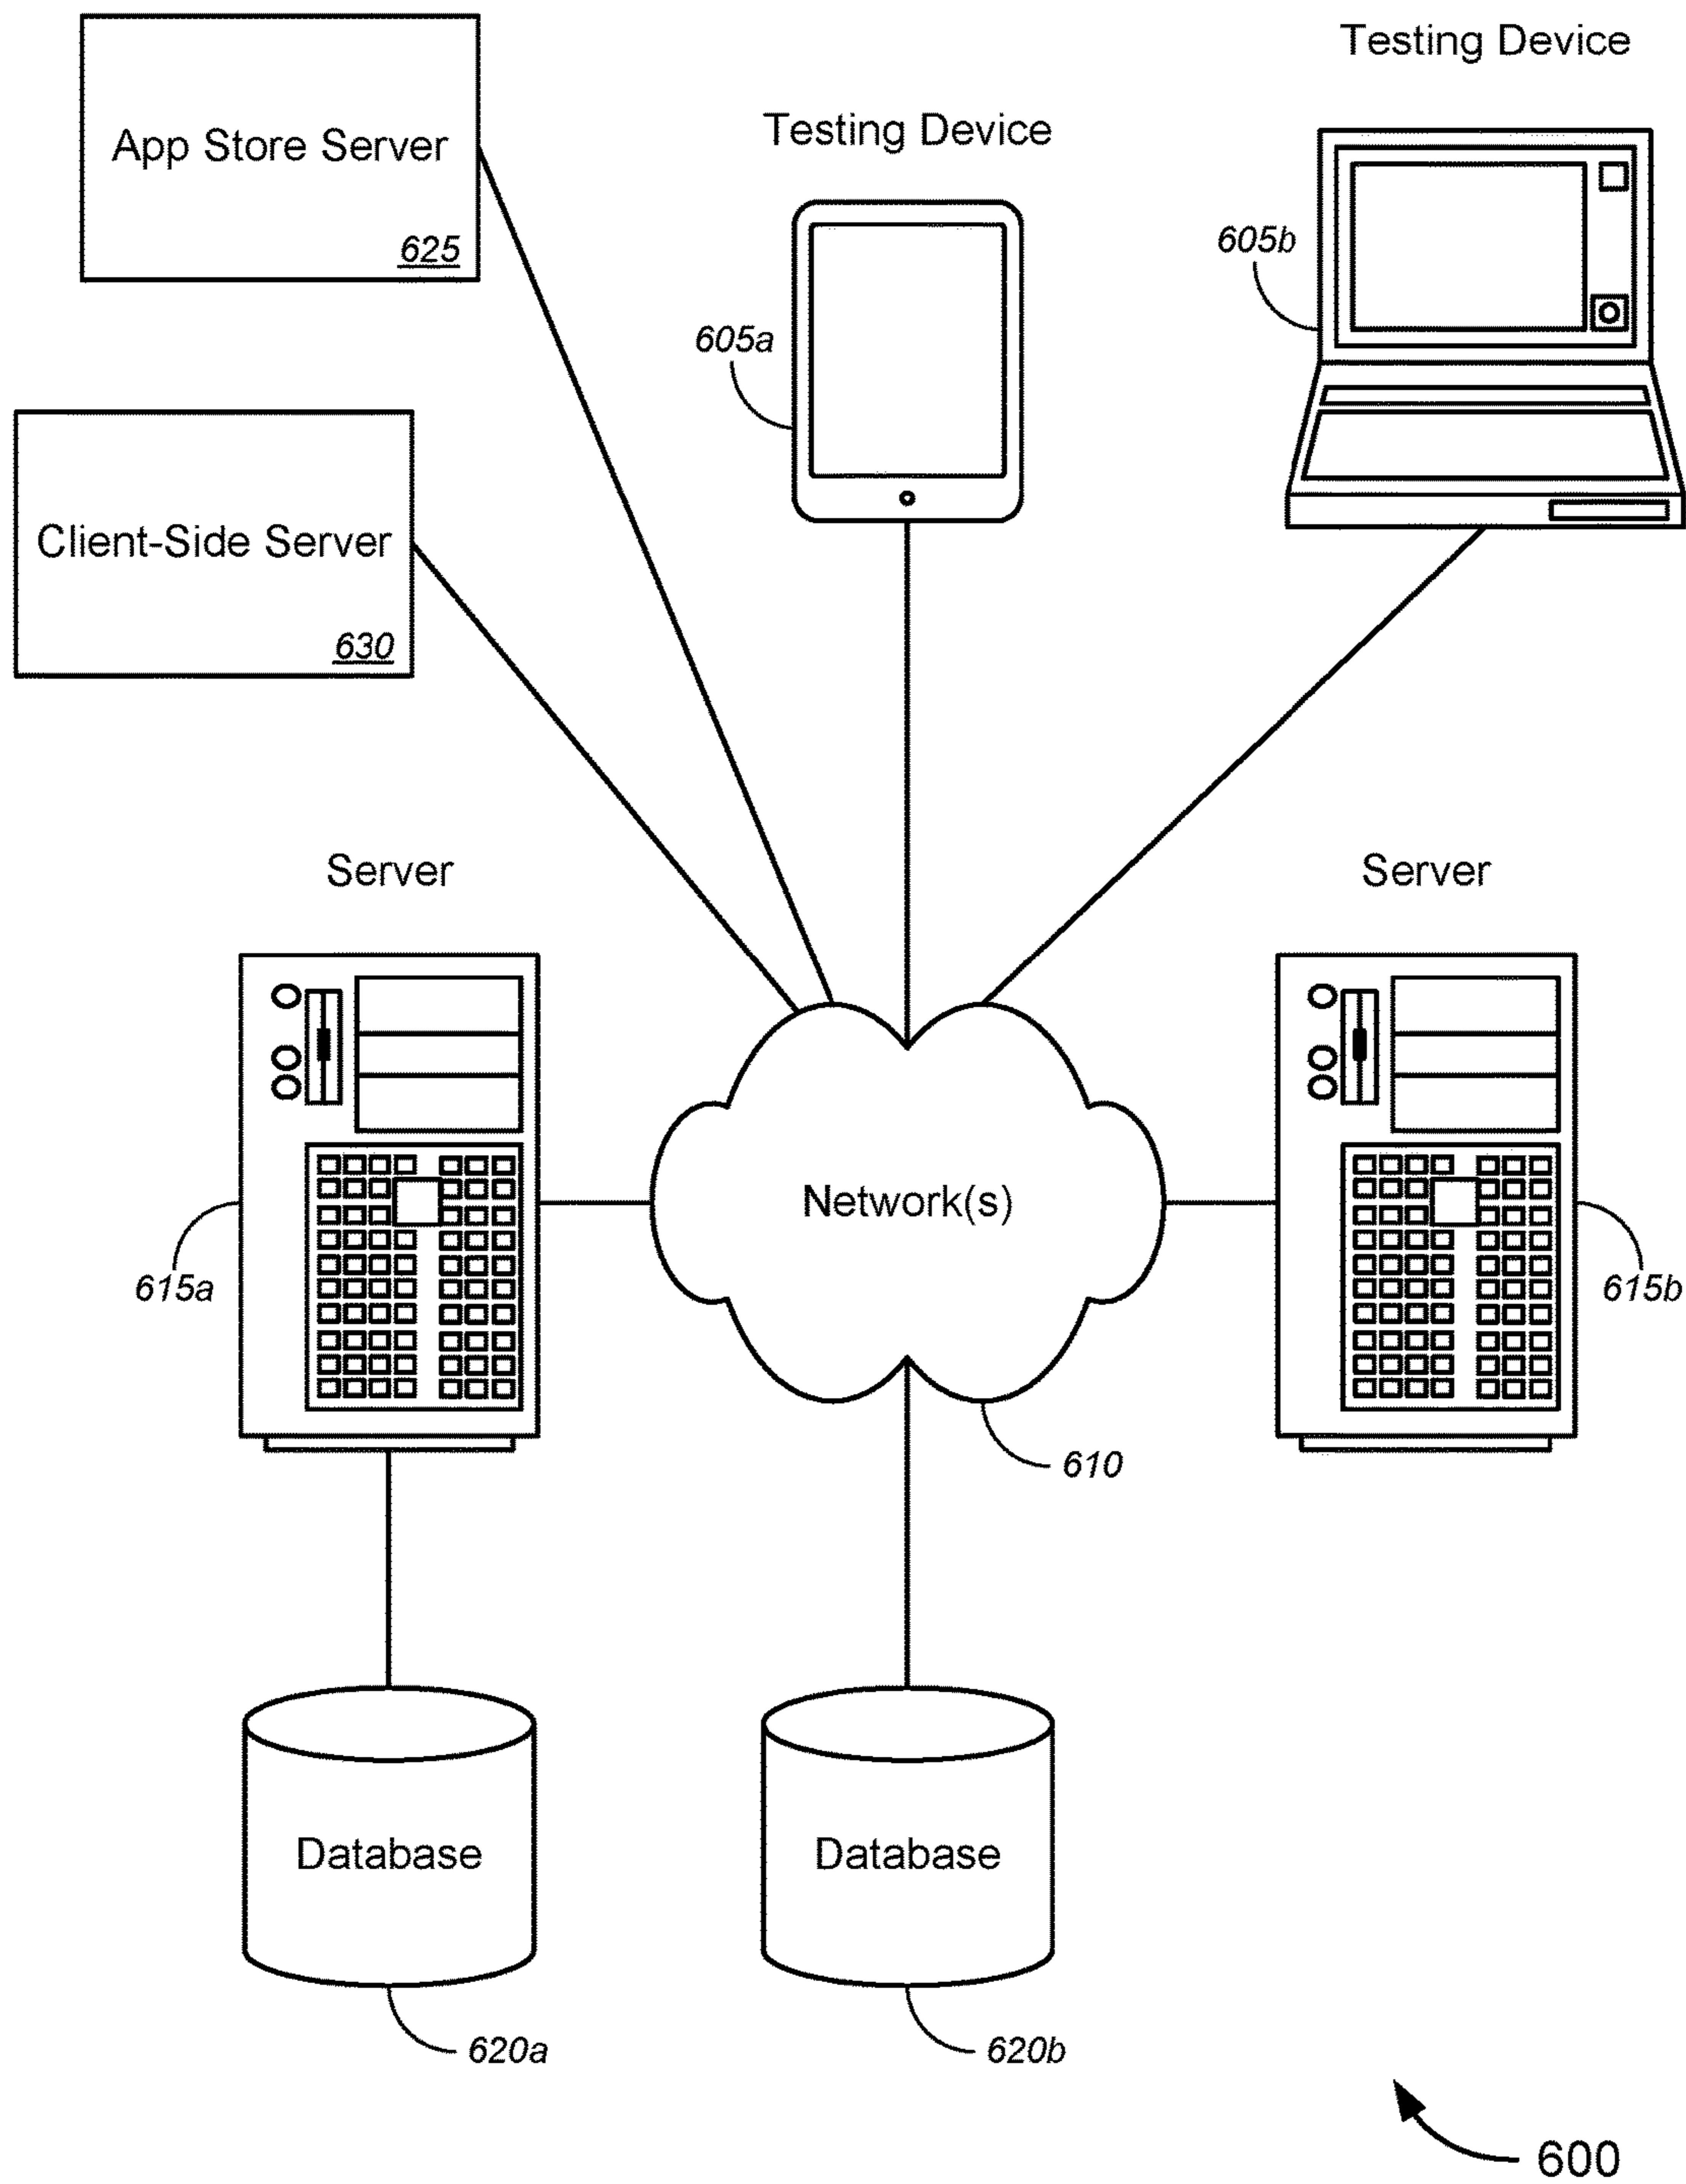 Testing Device
App Store Server
625
Testing Device
605b
605a
Client-Side Server
630
Server
Server
Network(s)
615a
615b
610
Database
Database
620a
620b
600